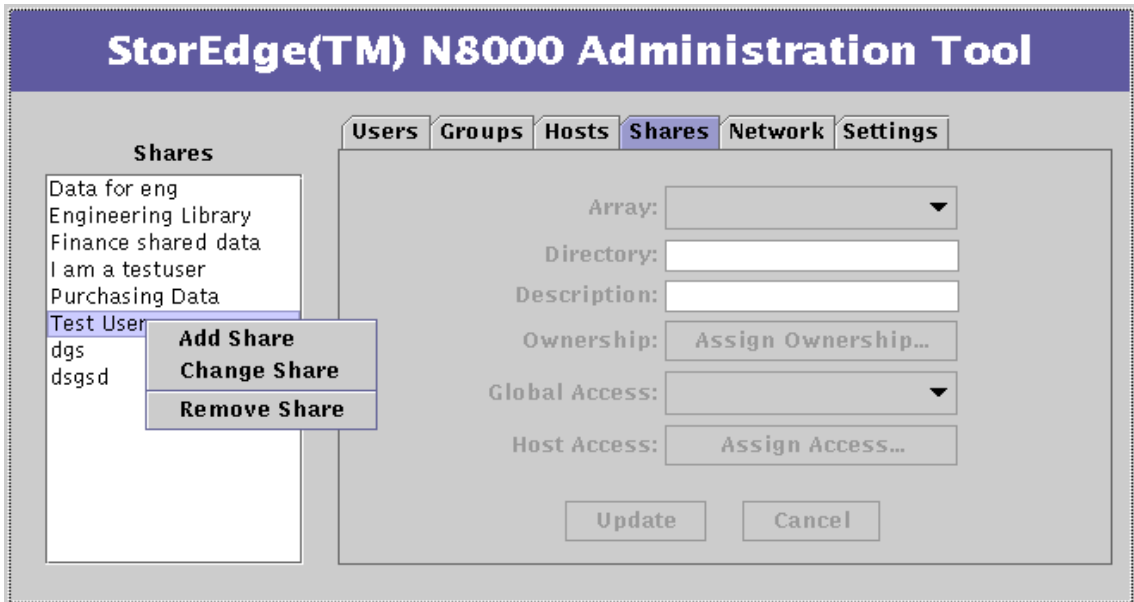 StorEdge(TM) N8000 Administration Tool
Users Groups Hosts Shares Network Settings
Shares
Data for eng
Engineering Library
Finance shared data
I am a testuser
Purchasing Data
Test User
dgs
dsgsd
Add Share
Change Share
Remove Share
Array:
Directory:
Description:
Ownership: Assign Ownership...
Global Access:
Host Access: Assign Access...
Update Cancel